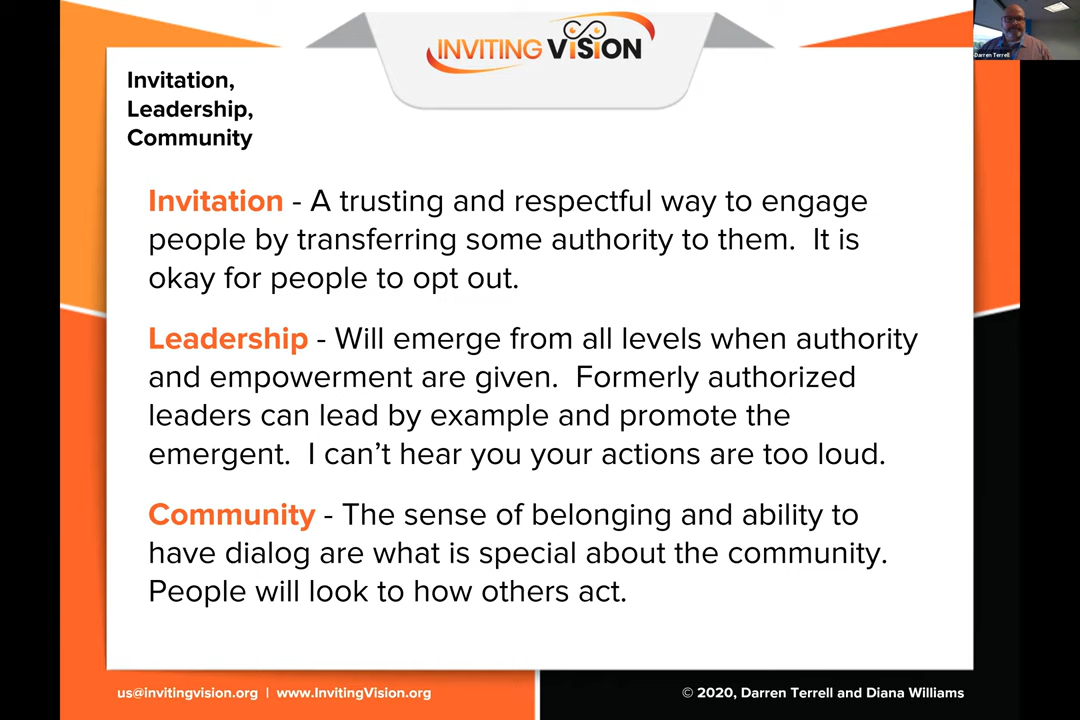 INVITING VISION
Darren Terrell
Invitation,
Leadership,
Community
Invitation - A trusting and respectful way to engage
people by transferring some authority to them.  It is
okay for people to opt out.
Leadership - Will emerge from all levels when authority
and empowerment are given.  Formerly authorized
leaders can lead by example and promote the
emergent.  I can’t hear you your actions are too loud.
Community - The sense of belonging and ability to
have dialog are what is special about the community.
People will look to how others act.
us@invitingvision.org | www.InvitingVision.org
© 2020, Darren Terrell and Diana Williams